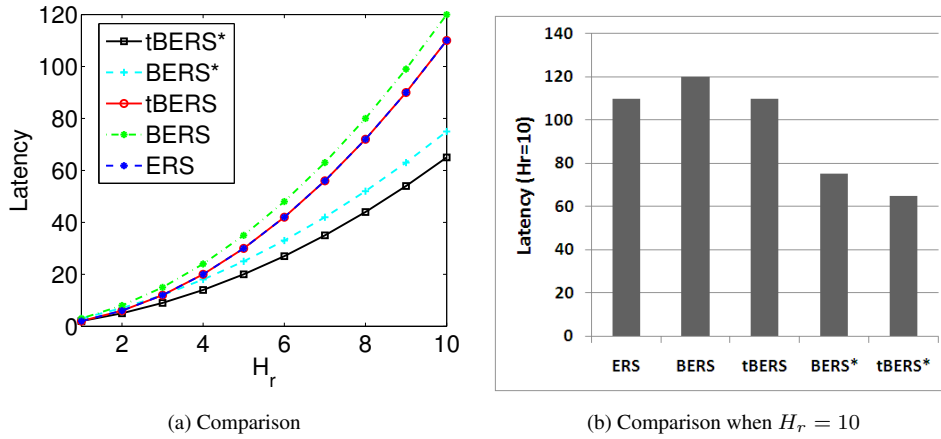 120
100
80
60
40
20
0
Latency
tBERS*
BERS*
tBERS
BERS
ERS
2 4 6 8 10
H_r
(a) Comparison
140
120
100
80
60
40
20
0
Latency (Hr=10)
ERS BERS tBERS BERS* tBERS*
(b) Comparison when H_r = 10